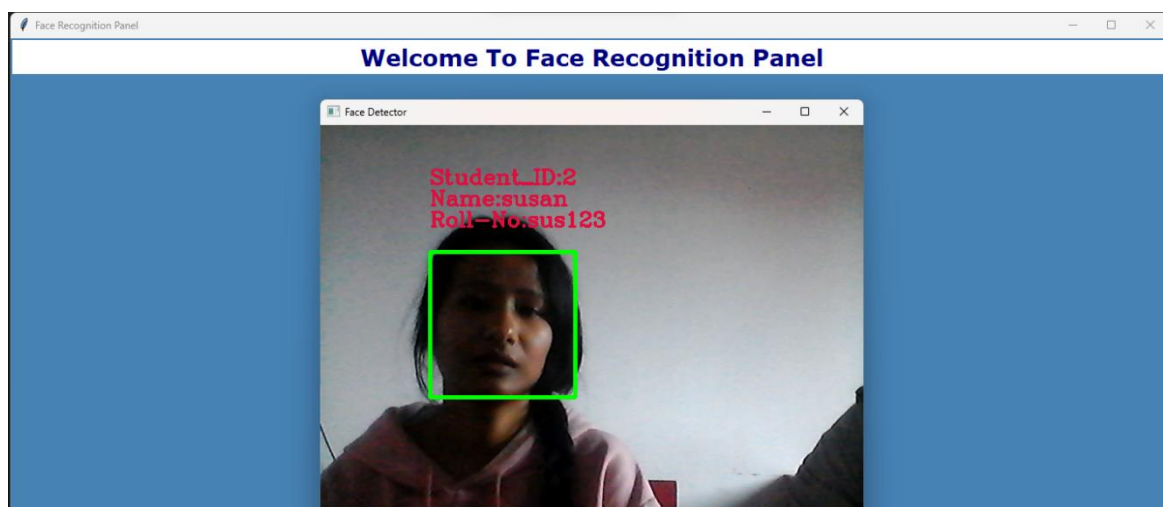 Face Recognition Panel
Welcome To Face Recognition Panel
Face Detector
Student_ID:2
Name:susan
Roll-No:sus123